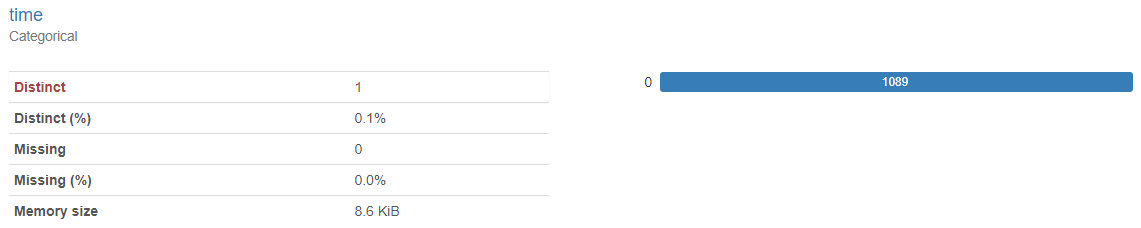 time
Categorical
Distinct 1
Distinct (%) 0.1%
Missing 0
Missing (%) 0.0%
Memory size 8.6 KiB
0 1089